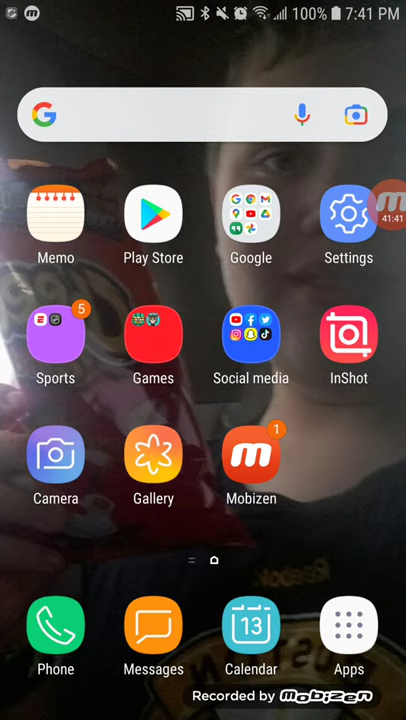 100% 7:41 PM
G
41:41
Memo
Play Store
Google
Settings
5
Sports
Games
Social media
InShot
1
Camera
Gallery
Mobizen
13
Phone
Messages
Calendar
Apps
Recorded by mobizen